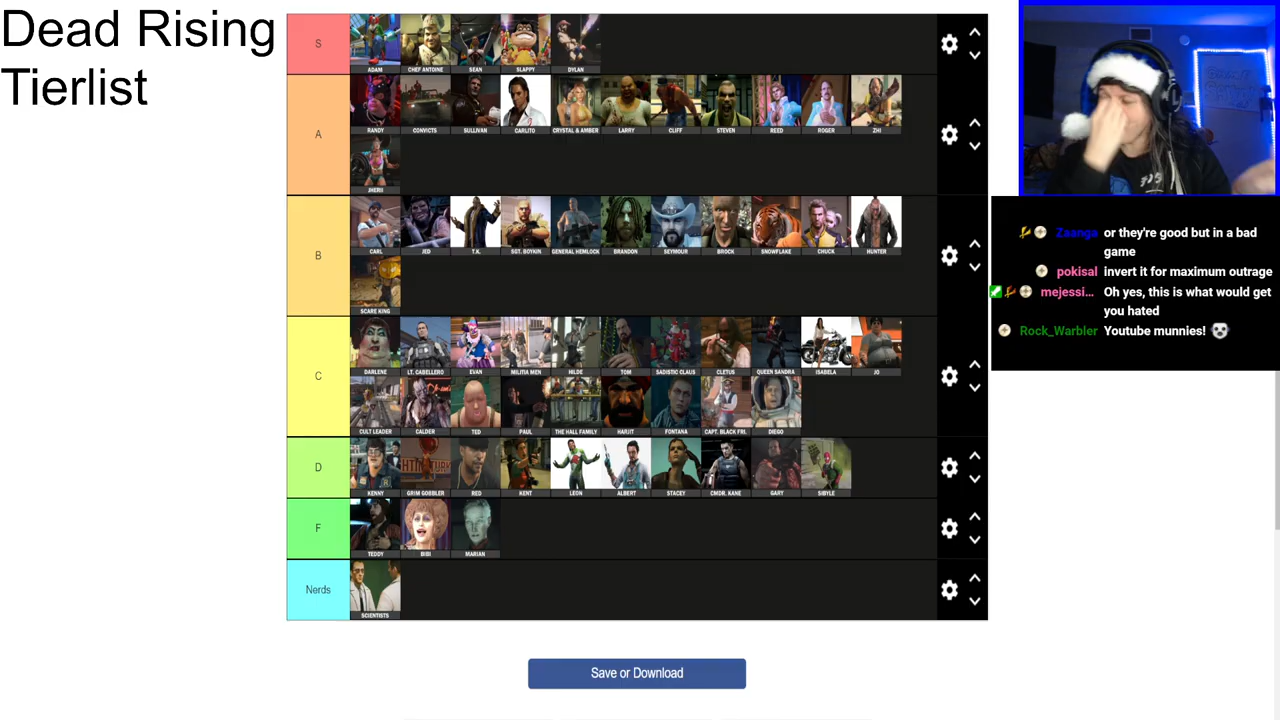 Dead Rising
Tierlist
S
ADAM CHEF ANTOINE SEAN SLAPPY DYLAN
A
RANDY CONVICTS SULLIVAN CARLITO CRYSTAL & AMBER LARRY CLIFF STEVEN REED ROGER ZHI
JHERII
B
CARL JED T.K. SGT. BOYKIN GENERAL HEMLOCK BRANDON SEYMOUR BROCK SNOWFLAKE CHUCK HUNTER
SCARE KING
C
DARLENE LT. CABELLERO EVAN MILITIA MEN HILDE TOM SADISTIC CLAUS CLETUS QUEEN SANDRA ISABELA JO
CULT LEADER CALDER TED PAUL THE HALL FAMILY HARJIT FONTANA CAPT. BLACK FRI. DIEGO
D
KENNY GRIM GOBBLER RED KENT LEON ALBERT STACEY CMDR. KANE GARY SIBYLE
F
TEDDY BIBI MARIAN
Nerds
SCIENTISTS
Save or Download
Zaanga or they're good but in a bad
game
pokisal invert it for maximum outrage
mejessi... Oh yes, this is what would get
you hated
Rock_Warbler Youtube munnies!